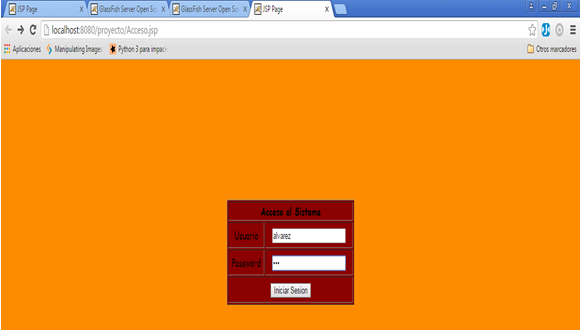 JSP Page
GlassFish Server Open So
GlassFish Server Open So
JSP Page
localhost:8080/proyecto/Acceso.jsp
Aplicaciones
Manipulating Images
Python 3 para impaci
Otros marcadores
Acceso al Sistema
Usuario
alvarez
Password
•••
Iniciar Sesion